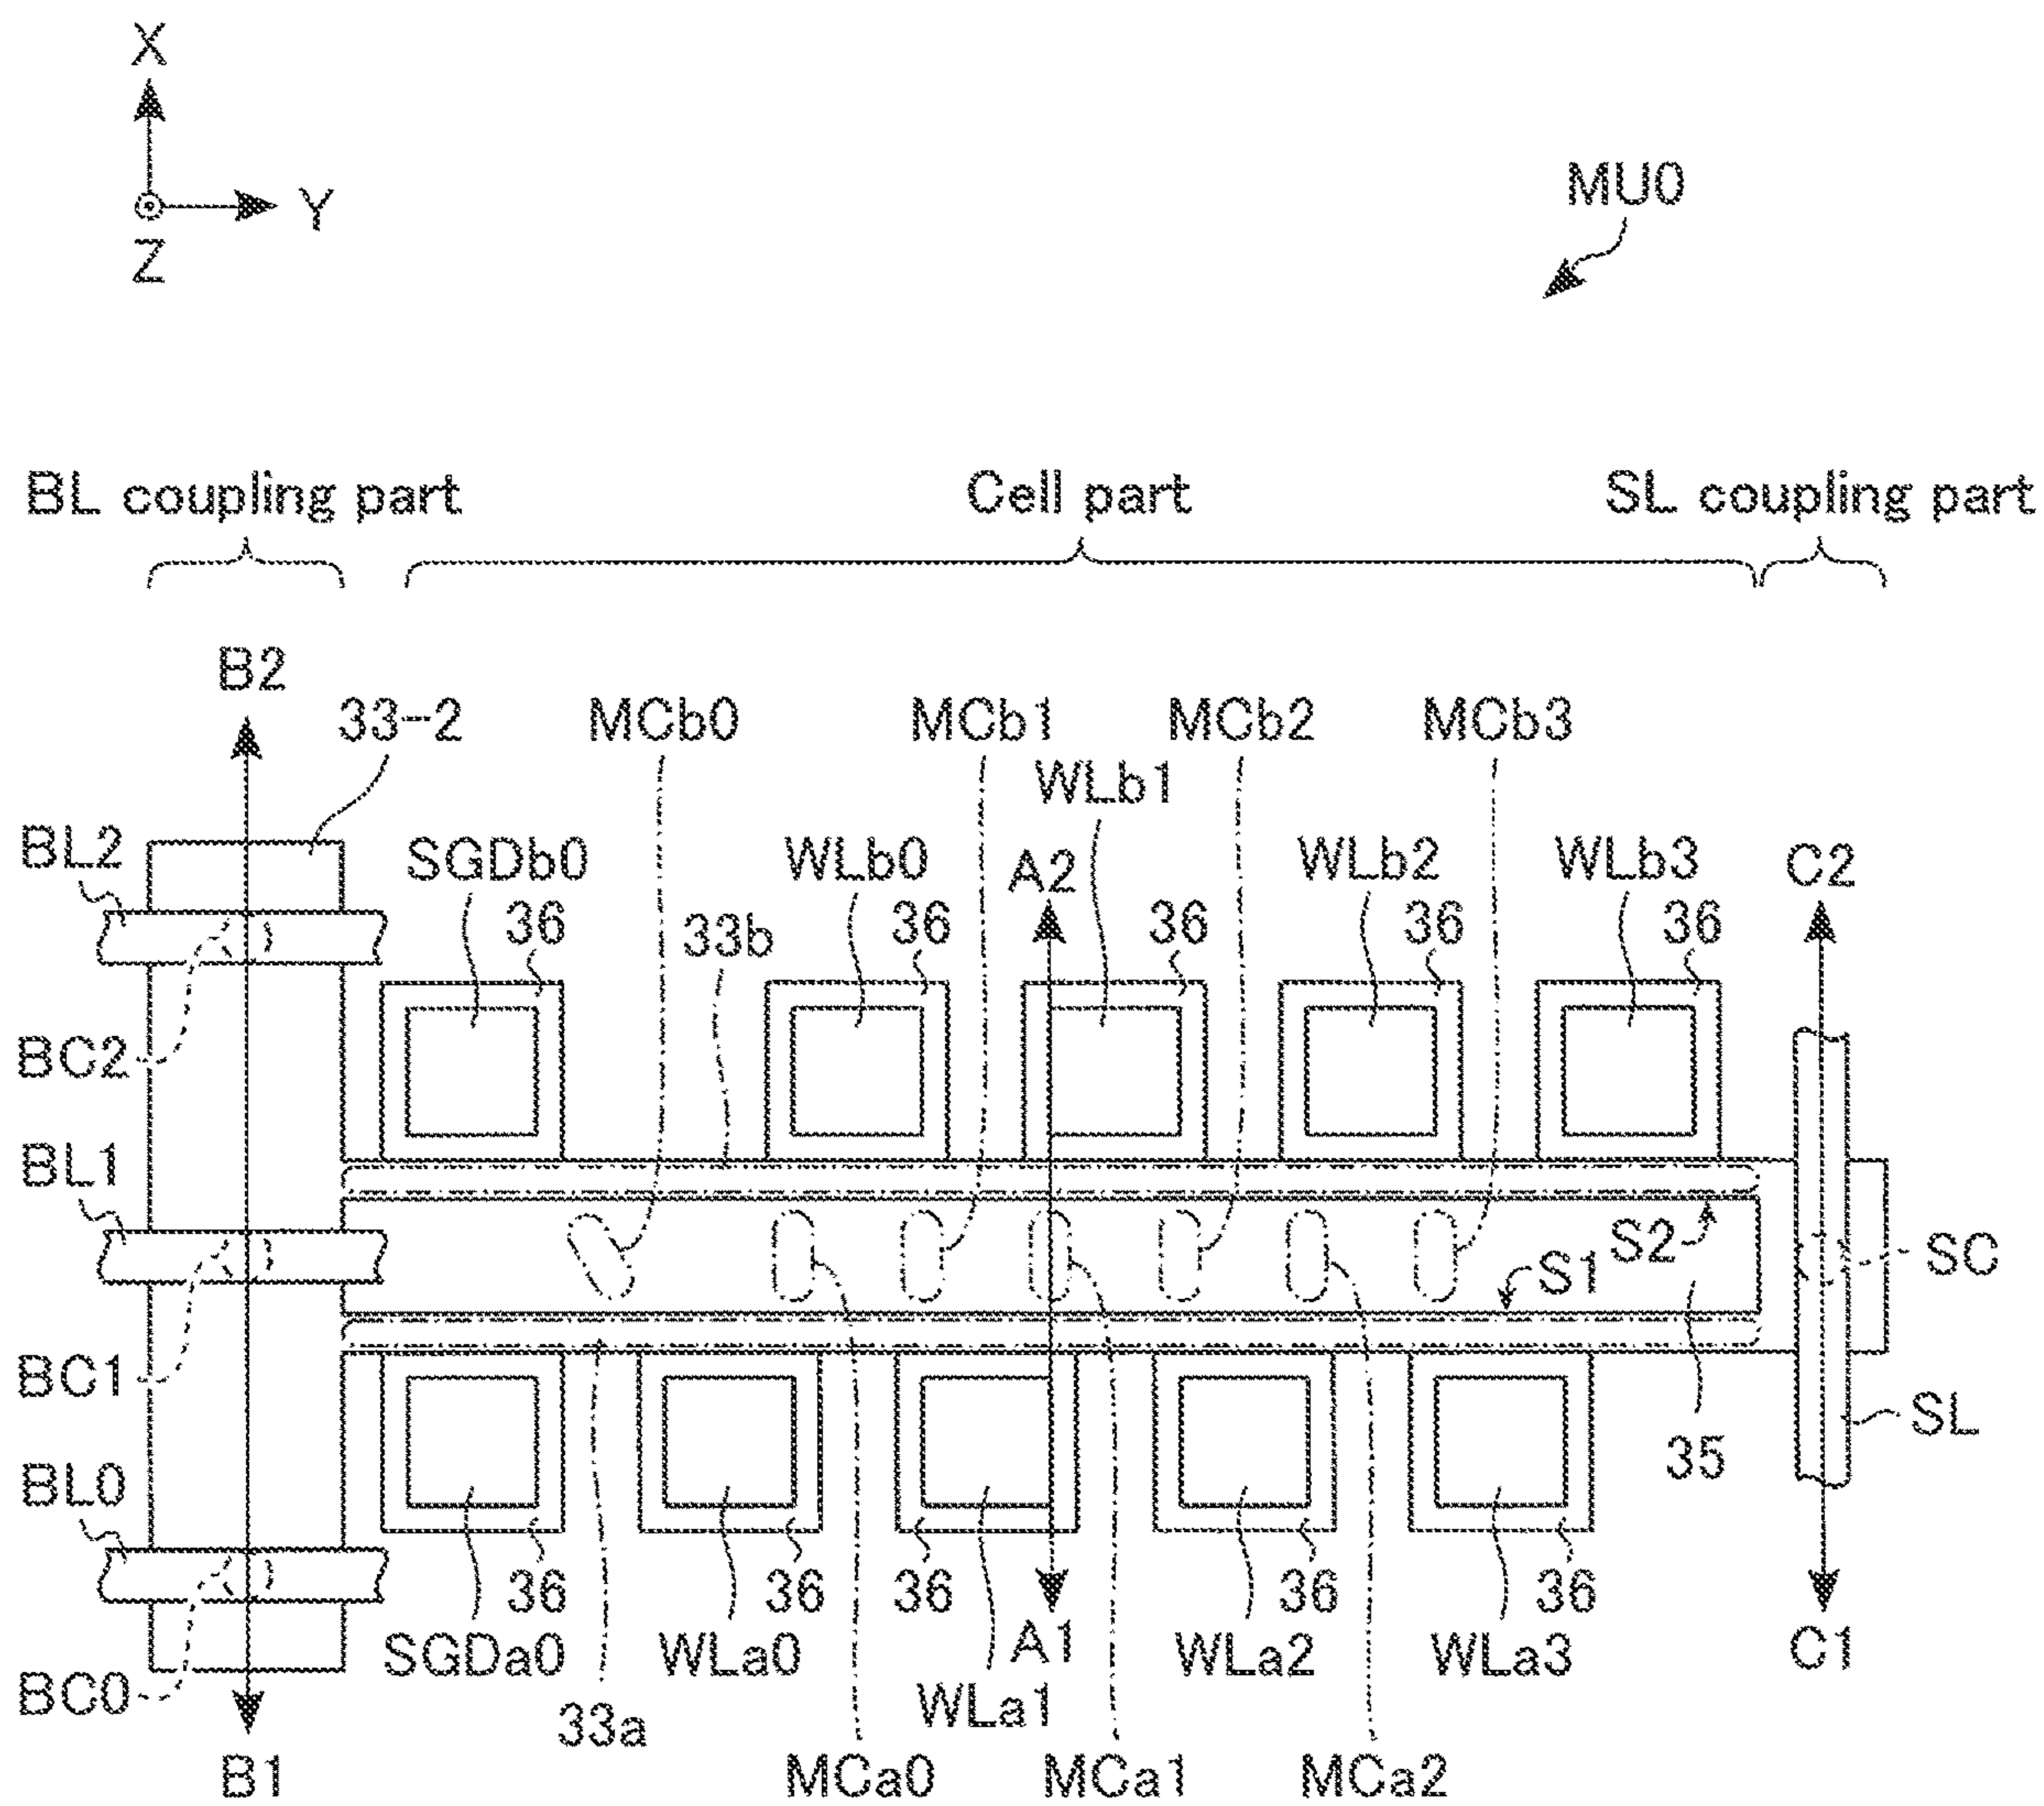 X
Y
Z
MU0
BL coupling part Cell part SL coupling part
B2
33-2 MCb0 MCb1 MCb2 MCb3
WLb1
BL2 SGDb0 WLb0 A2 WLb2 WLb3 C2
36 33b 36 36 36 36
BC2
BL1
S2 SC
S1
BC1
SL
35
BL0
36 36 36 36 36
SGDa0 WLa0 A1 WLa2 WLa3 C1
BC0
33a WLa1
B1 MCa0 MCa1 MCa2